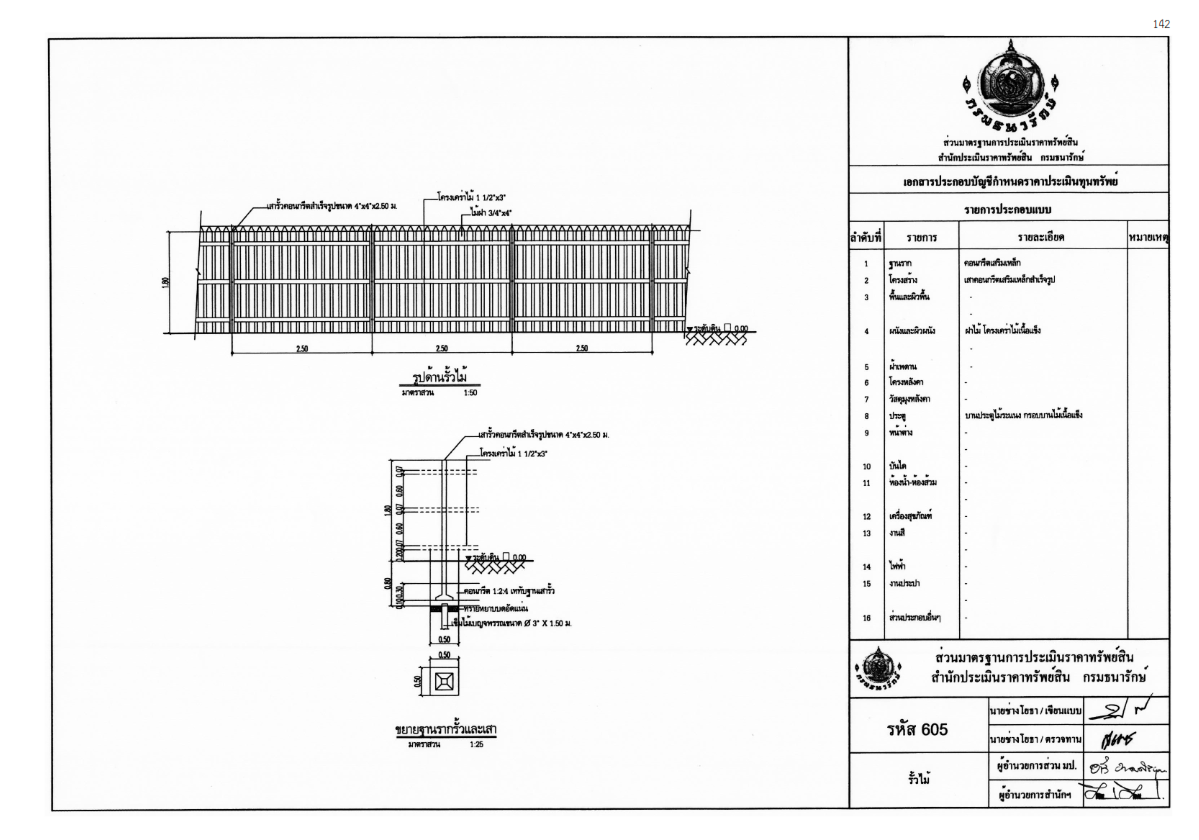 142
เสารั้วคอนกรีตสำเร็จรูปขนาด 4"x4"x2.50 ม.
โครงเคร่าไม้ 1 1/2"x3"
ไม้ฝา 3/4"x4"
1.80
ระดับดิน 0.00
2.50
2.50
2.50
รูปด้านรั้วไม้
มาตราส่วน 1:50
เสารั้วคอนกรีตสำเร็จรูปขนาด 4"x4"x2.50 ม.
โครงเคร่าไม้ 1 1/2"x3"
1.80
0.07
0.60
0.07
0.60
0.07
0.20
ระดับดิน 0.00
0.80
0.30
0.10
คอนกรีต 1:2:4 เททับฐานเสารั้ว
ทรายหยาบบดอัดแน่น
เข็มไม้เบญจพรรณขนาด Ø 3" X 1.50 ม.
0.50
0.50
0.50
ขยายฐานรากรั้วและเสา
มาตราส่วน 1:25
กรมธนารักษ์
ส่วนมาตรฐานการประเมินราคาทรัพย์สิน
สำนักประเมินราคาทรัพย์สิน กรมธนารักษ์
เอกสารประกอบบัญชีกำหนดราคาประเมินทุนทรัพย์
รายการประกอบแบบ
ลำดับที่ รายการ รายละเอียด หมายเหตุ
1 ฐานราก คอนกรีตเสริมเหล็ก
2 โครงสร้าง เสาคอนกรีตเสริมเหล็กสำเร็จรูป
3 พื้นและผิวพื้น -
-
4 ผนังและผิวผนัง ฝาไม้ โครงเคร่าไม้เนื้อแข็ง
-
5 ฝ้าเพดาน -
6 โครงหลังคา -
7 วัสดุมุงหลังคา -
8 ประตู บานประตูไม้ระแนง กรอบบานไม้เนื้อแข็ง
9 หน้าต่าง -
-
10 บันได -
11 ห้องน้ำ-ห้องส้วม -
-
12 เครื่องสุขภัณฑ์ -
13 งานสี -
-
14 ไฟฟ้า -
15 งานประปา -
-
16 ส่วนประกอบอื่นๆ -
กรมธนารักษ์
ส่วนมาตรฐานการประเมินราคาทรัพย์สิน
สำนักประเมินราคาทรัพย์สิน กรมธนารักษ์
รหัส 605
นายช่างโยธา / เขียนแบบ
นายช่างโยธา / ตรวจทาน
รั้วไม้
ผู้อำนวยการส่วน มป.
ผู้อำนวยการสำนักฯ